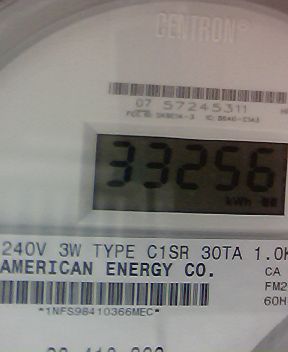 CENTRON®
07 57245311
33256
kWh
240V 3W TYPE C1SR 30TA 1.0K
AMERICAN ENERGY CO.
CA
FM2
60H
*1NFS98410366MEC*